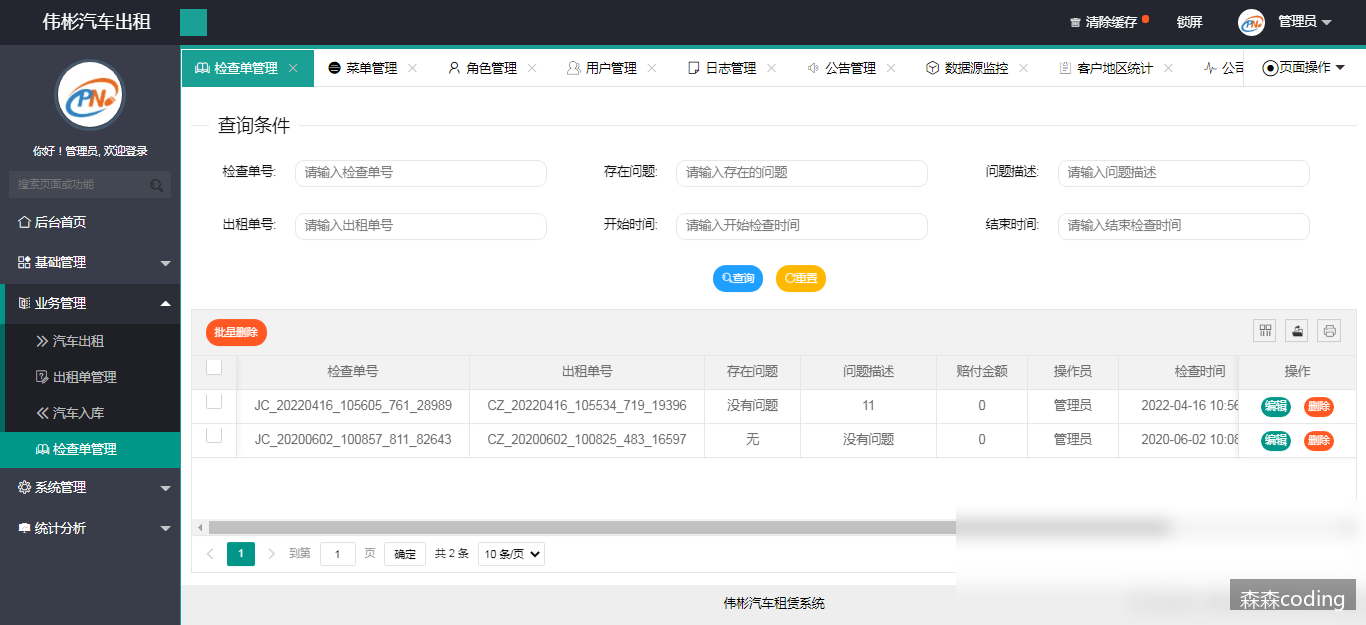 伟彬汽车出租
清除缓存 锁屏 管理员
检查单管理 菜单管理 角色管理 用户管理 日志管理 公告管理 数据源监控 客户地区统计 公司 页面操作
你好！管理员, 欢迎登录
搜索页面或功能
后台首页
基础管理
业务管理
汽车出租
出租单管理
汽车入库
检查单管理
系统管理
统计分析
查询条件
检查单号: 请输入检查单号 存在问题: 请输入存在的问题 问题描述: 请输入问题描述
出租单号: 请输入出租单号 开始时间: 请输入开始检查时间 结束时间: 请输入结束检查时间
查询 重置
批量删除
检查单号 出租单号 存在问题 问题描述 赔付金额 操作员 检查时间 操作
JC_20220416_105605_761_28989 CZ_20220416_105534_719_19396 没有问题 11 0 管理员 2022-04-16 10:56 编辑 删除
JC_20200602_100857_811_82643 CZ_20200602_100825_483_16597 无 没有问题 0 管理员 2020-06-02 10:08 编辑 删除
1 到第 1 页 确定 共 2 条 10 条/页
伟彬汽车租赁系统
森森coding